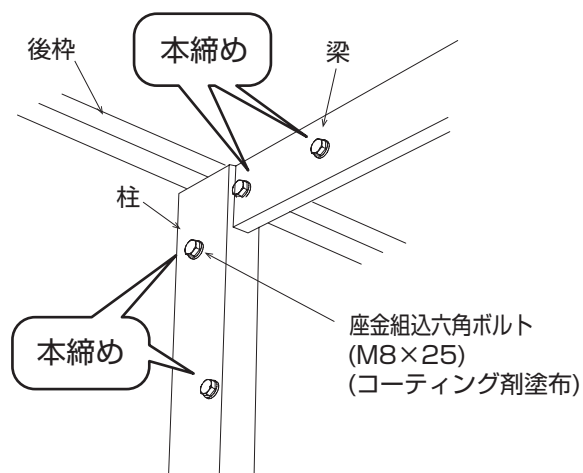 後枠
本締め
梁
柱
本締め
座金組込六角ボルト
(M8×25)
(コーティング剤塗布)